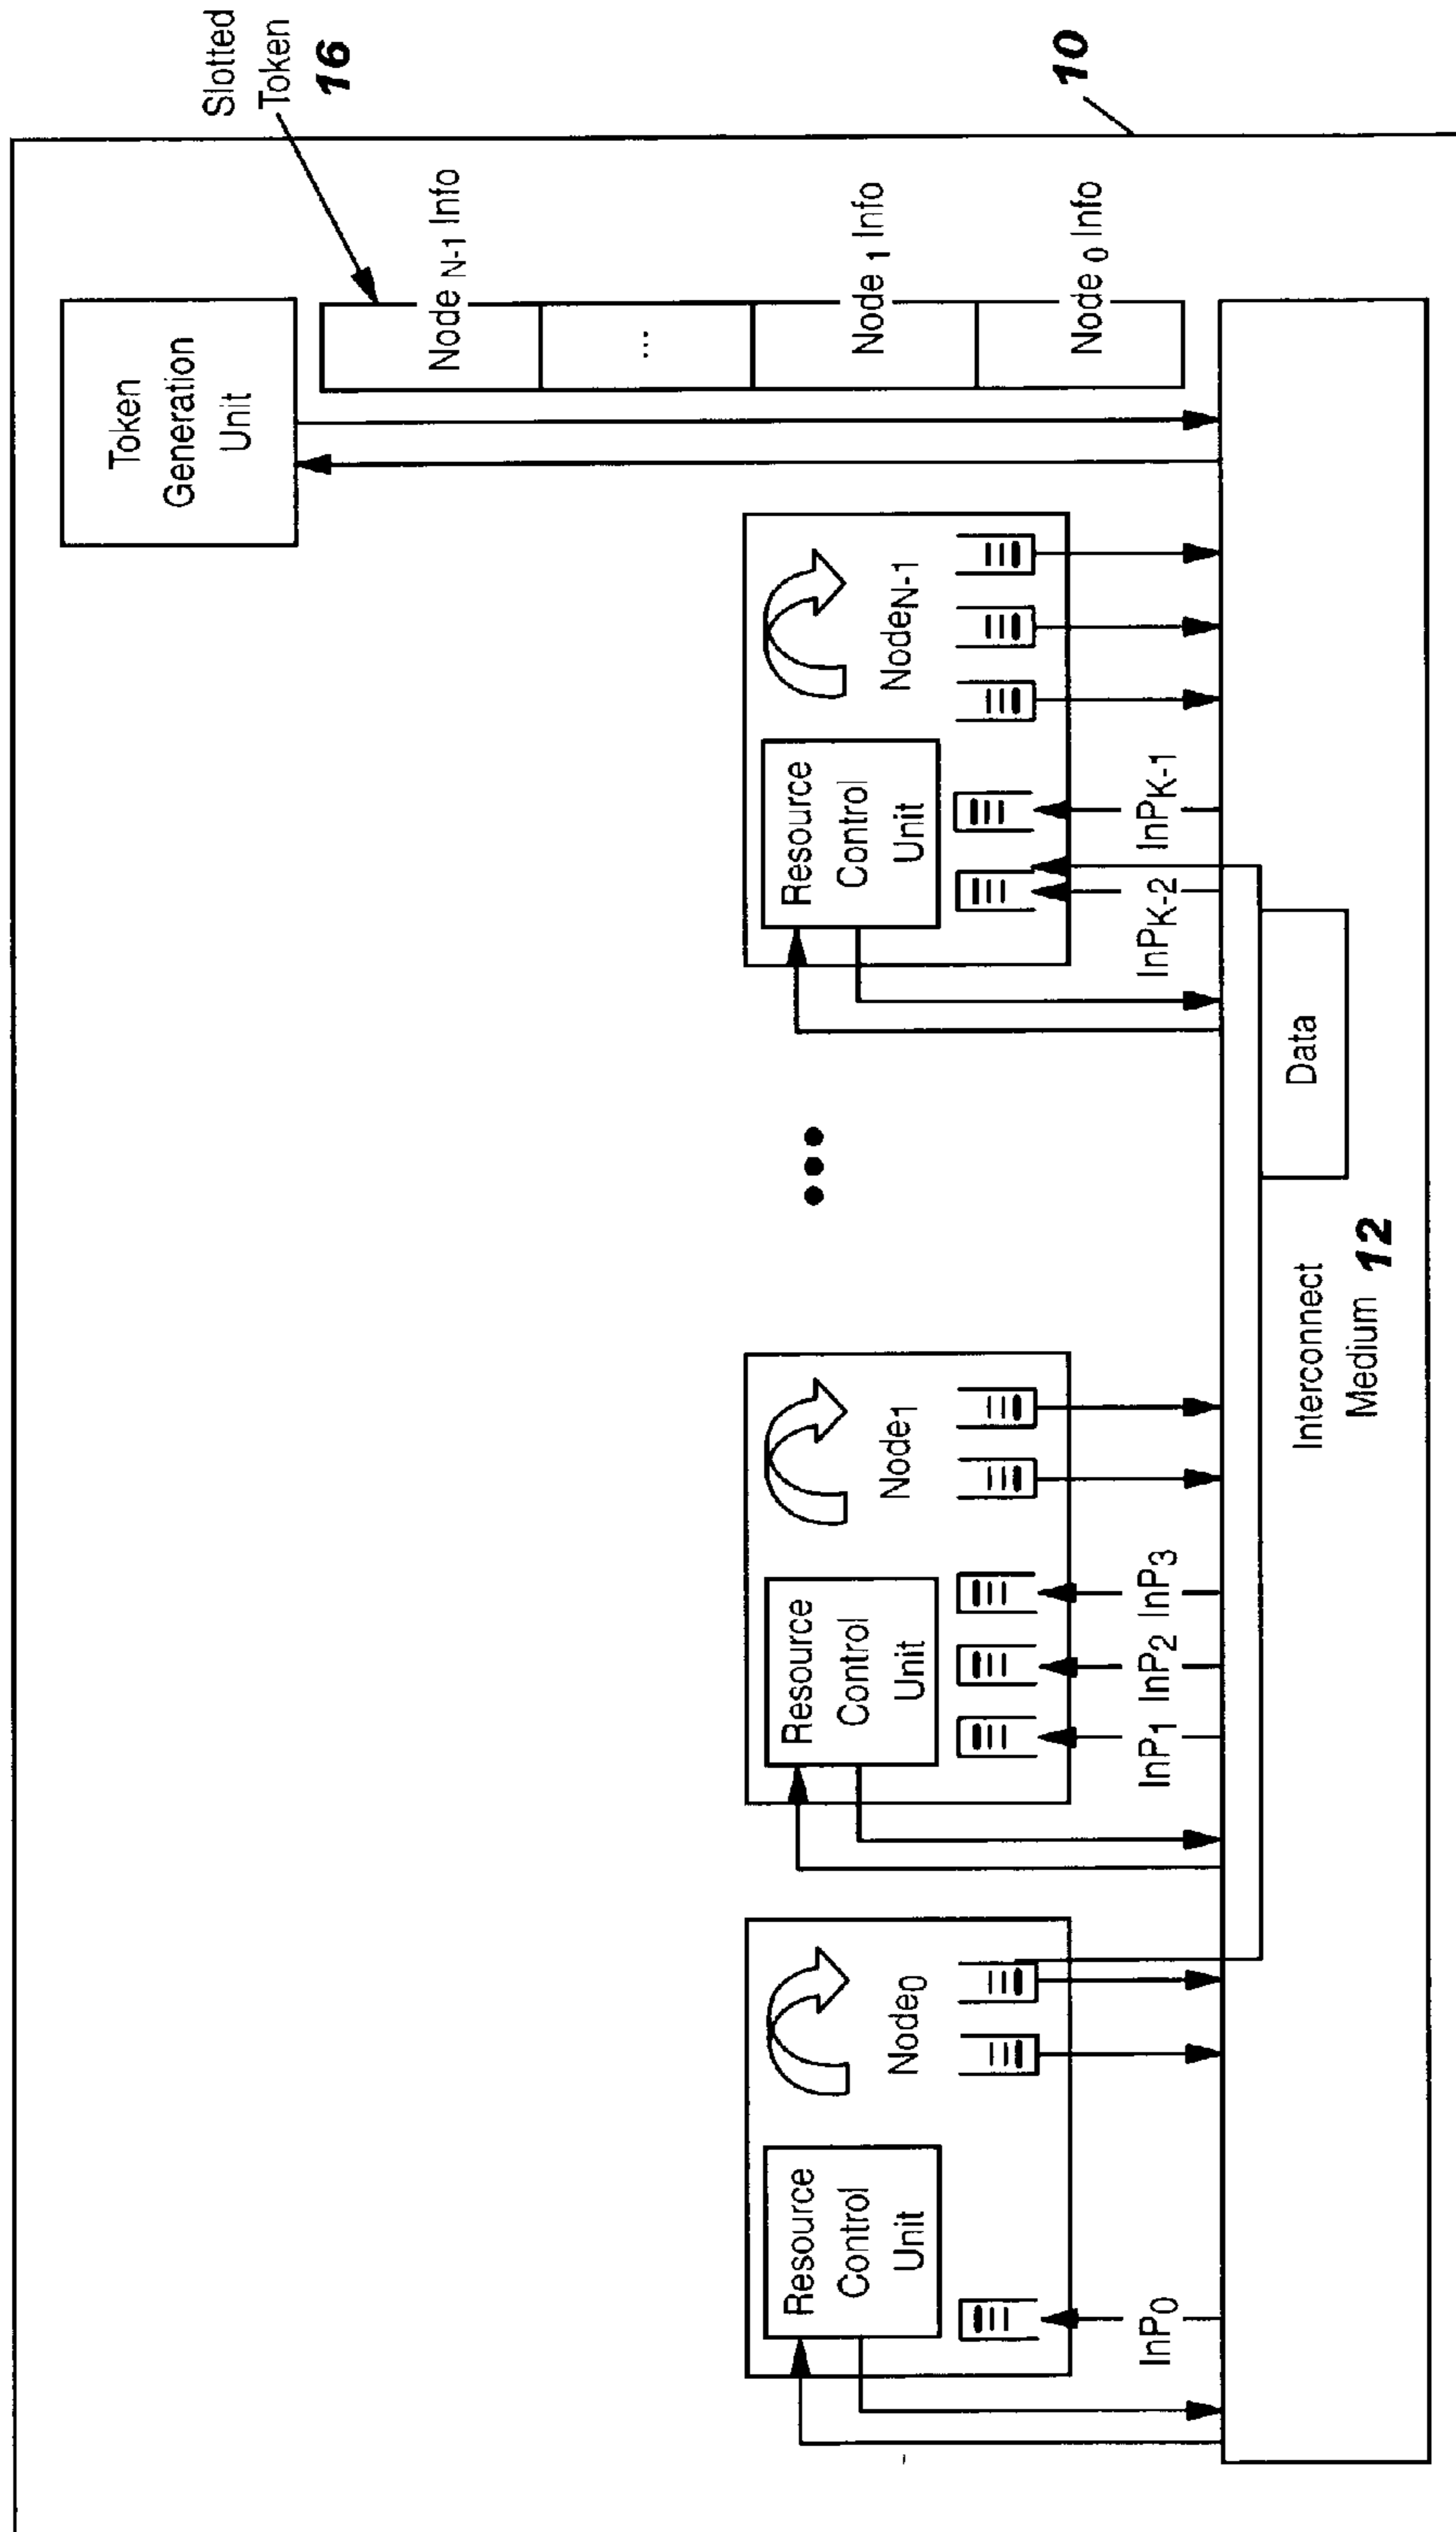 Slotted
Token
16
10
Token
Generation
Unit
Node N-1 Info
...
Node 1 Info
Node 0 Info
Resource
Control
Unit
Node0
InP0
Resource
Control
Unit
Node1
InP1
InP2
InP3
Resource
Control
Unit
NodeN-1
InPK-2
InPK-1
Data
Interconnect
Medium 12